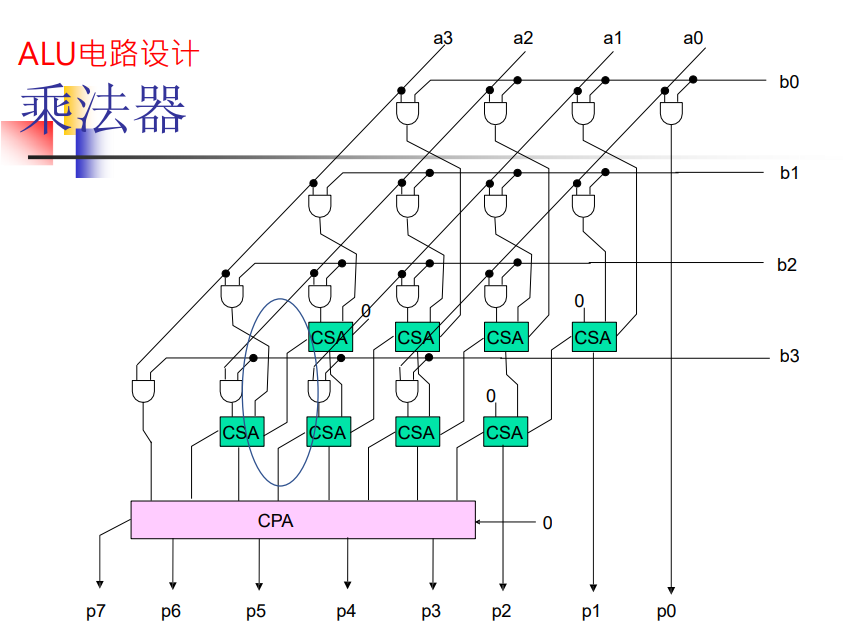 ALU电路设计
乘法器
a3 a2 a1 a0
b0
b1
b2
0 0
CSA CSA CSA CSA
b3
0
CSA CSA CSA CSA
CPA 0
p7 p6 p5 p4 p3 p2 p1 p0